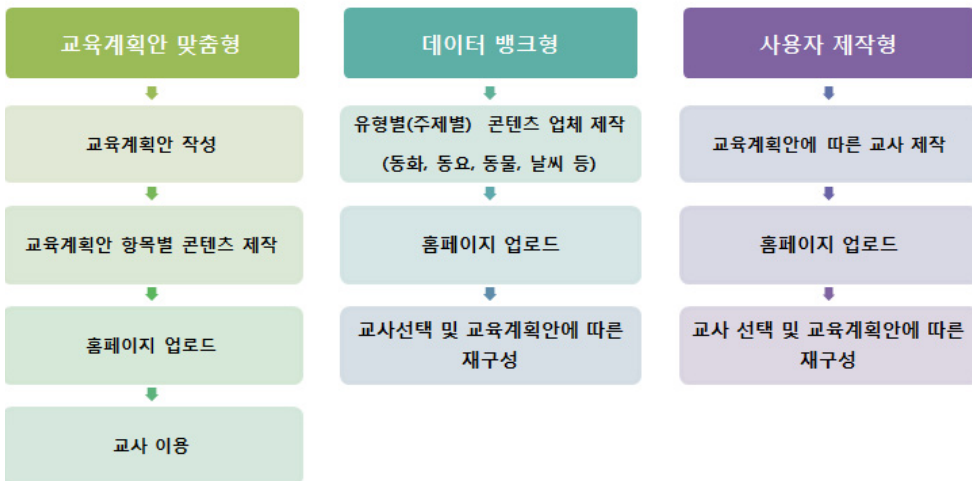 교육계획안 맞춤형
교육계획안 작성
교육계획안 항목별 콘텐츠 제작
홈페이지 업로드
교사 이용
데이터 뱅크형
유형별(주제별) 콘텐츠 업체 제작
(동화, 동요, 동물, 날씨 등)
홈페이지 업로드
교사선택 및 교육계획안에 따른
재구성
사용자 제작형
교육계획안에 따른 교사 제작
홈페이지 업로드
교사 선택 및 교육계획안에 따른
재구성